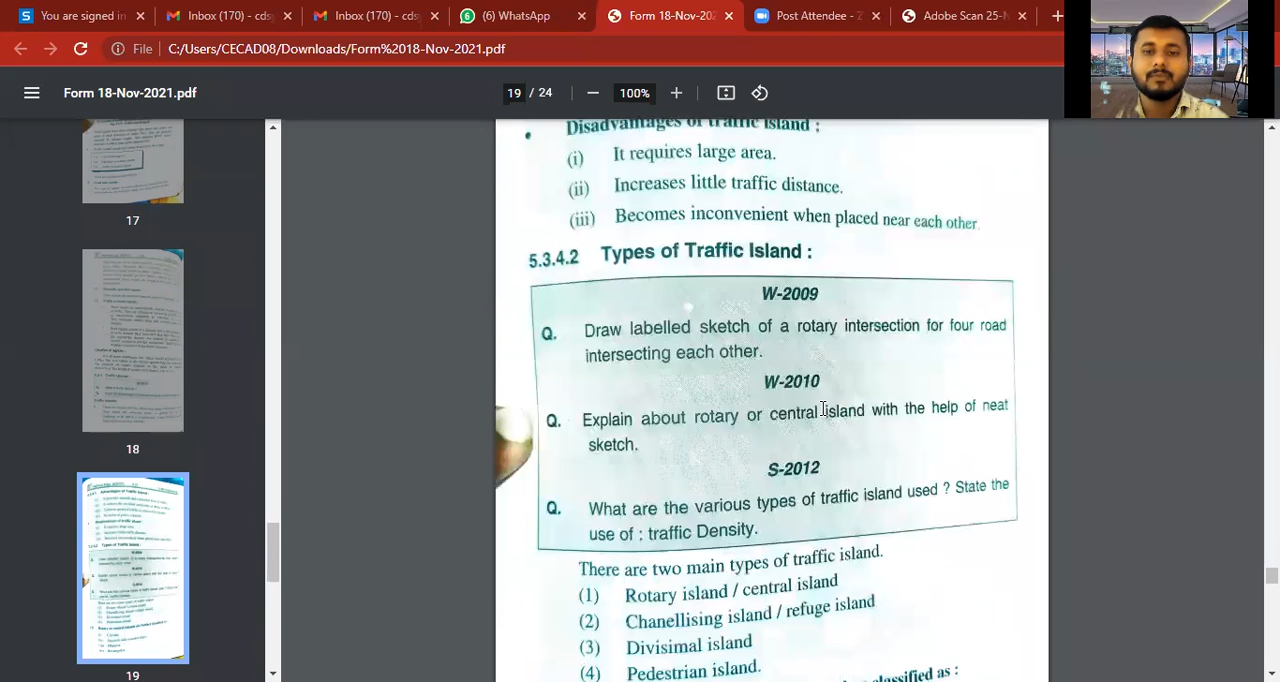 You are signed in
Inbox (170) - cds
Inbox (170) - cds
(6) WhatsApp
Form 18-Nov-202
Post Attendee - Z
Adobe Scan 25-N
File C:/Users/CECAD08/Downloads/Form%2018-Nov-2021.pdf
Form 18-Nov-2021.pdf
19 / 24
100%
17
18
19
Disadvantages of traffic Island :
(i) It requires large area.
(ii) Increases little traffic distance.
(iii) Becomes inconvenient when placed near each other.
5.3.4.2 Types of Traffic Island :
W-2009
Q. Draw labelled sketch of a rotary intersection for four road
intersecting each other.
W-2010
Q. Explain about rotary or central island with the help of neat
sketch.
S-2012
Q. What are the various types of traffic island used ? State the
use of : traffic Density.
There are two main types of traffic island.
(1) Rotary island / central island
(2) Chanellising island / refuge island
(3) Divisimal island
(4) Pedestrian island.
classified as :